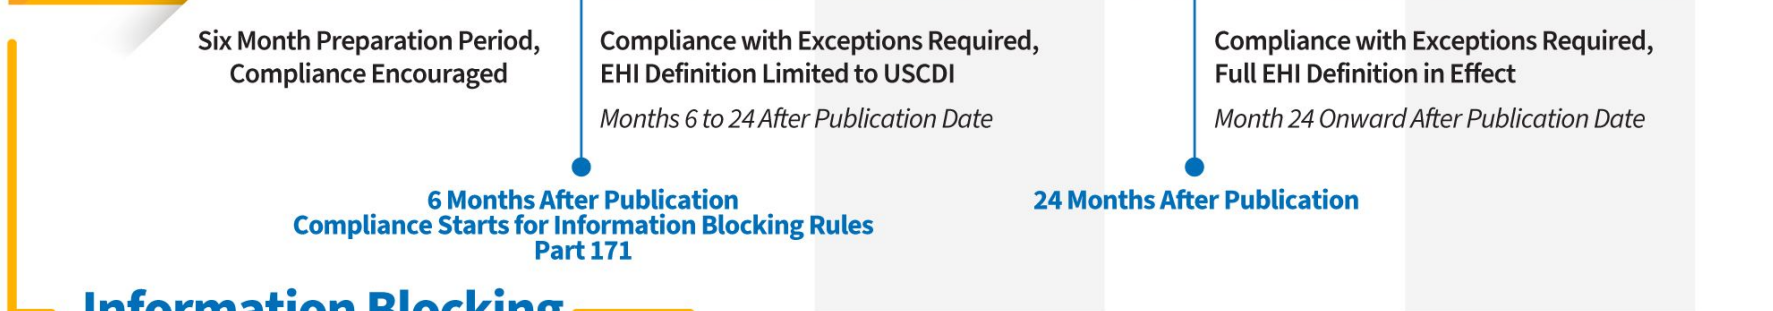 Six Month Preparation Period,
Compliance Encouraged
Compliance with Exceptions Required,
EHI Definition Limited to USCDI
Months 6 to 24 After Publication Date
Compliance with Exceptions Required,
Full EHI Definition in Effect
Month 24 Onward After Publication Date
6 Months After Publication
Compliance Starts for Information Blocking Rules
Part 171
24 Months After Publication
Information Blocking